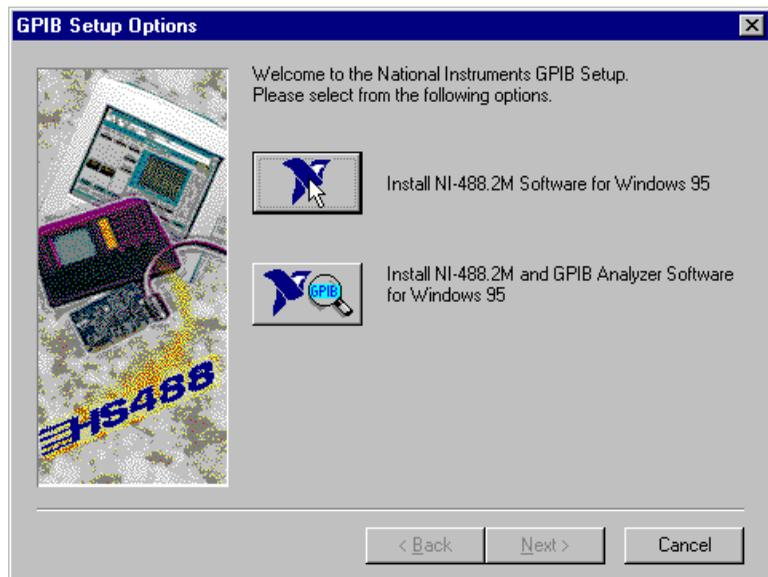 GPIB Setup Options
Welcome to the National Instruments GPIB Setup.
Please select from the following options.
Install NI-488.2M Software for Windows 95
GPIB
Install NI-488.2M and GPIB Analyzer Software
for Windows 95
HS488
< Back
Next >
Cancel